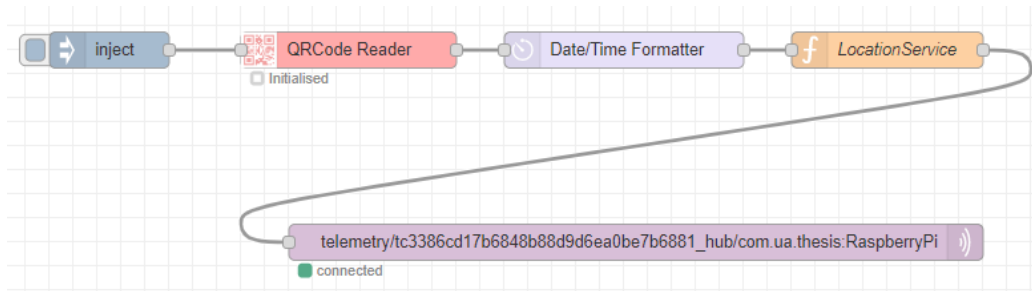 inject
QRCode Reader
Date/Time Formatter
LocationService
Initialised
telemetry/tc3386cd17b6848b88d9d6ea0be7b6881_hub/com.ua.thesis:RaspberryPi
connected